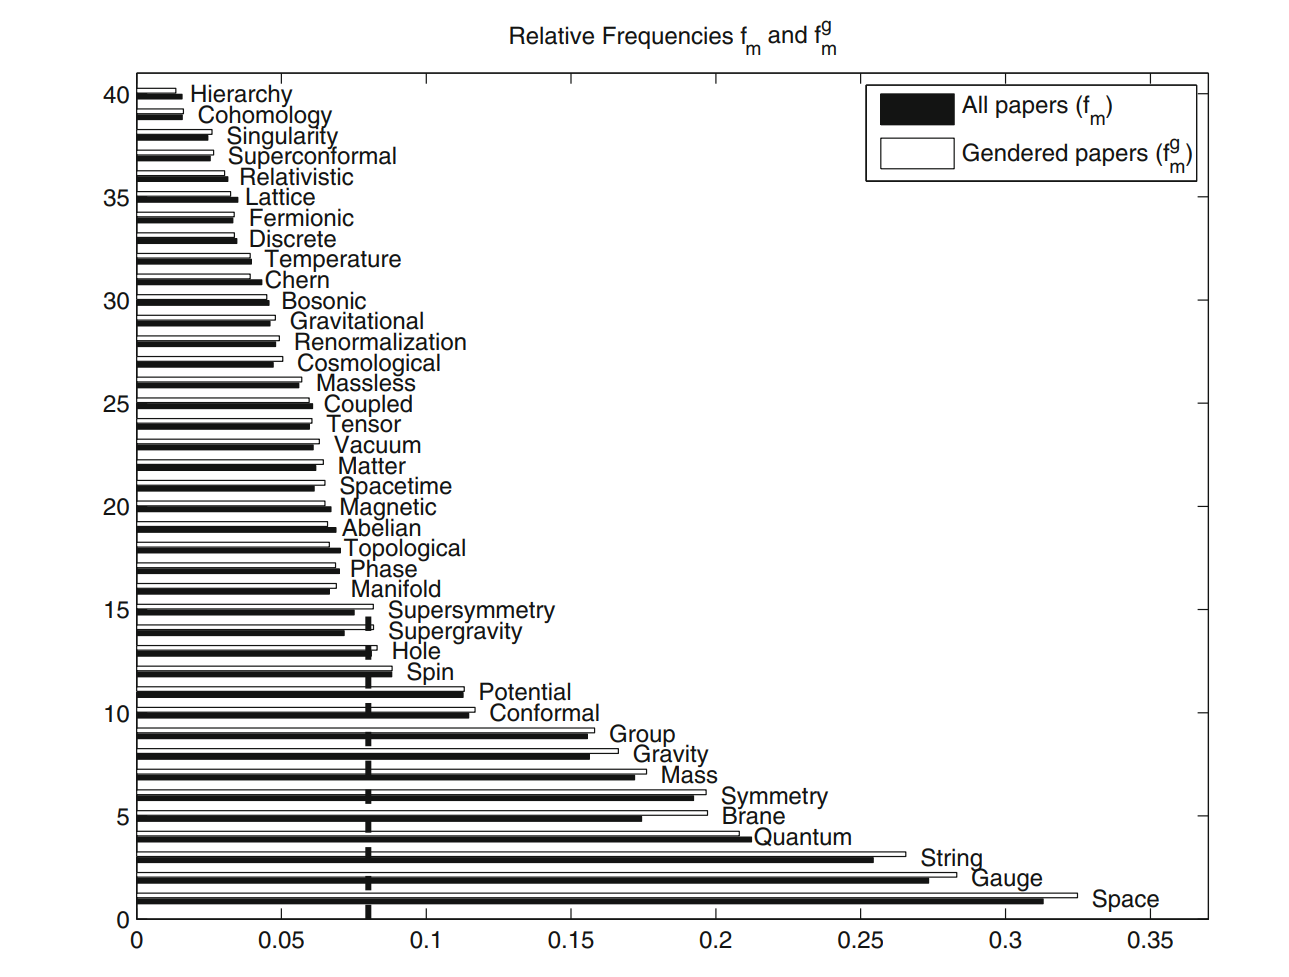 Relative Frequencies f_m and f_m^g
All papers (f_m)
Gendered papers (f_m^g)
40
Hierarchy
Cohomology
Singularity
Superconformal
Relativistic
35
Lattice
Fermionic
Discrete
Temperature
Chern
30
Bosonic
Gravitational
Renormalization
Cosmological
Massless
25
Coupled
Tensor
Vacuum
Matter
Spacetime
20
Magnetic
Abelian
Topological
Phase
Manifold
15
Supersymmetry
Supergravity
Hole
Spin
Potential
10
Conformal
Group
Gravity
Mass
Symmetry
5
Brane
Quantum
String
Gauge
Space
0
0 0.05 0.1 0.15 0.2 0.25 0.3 0.35